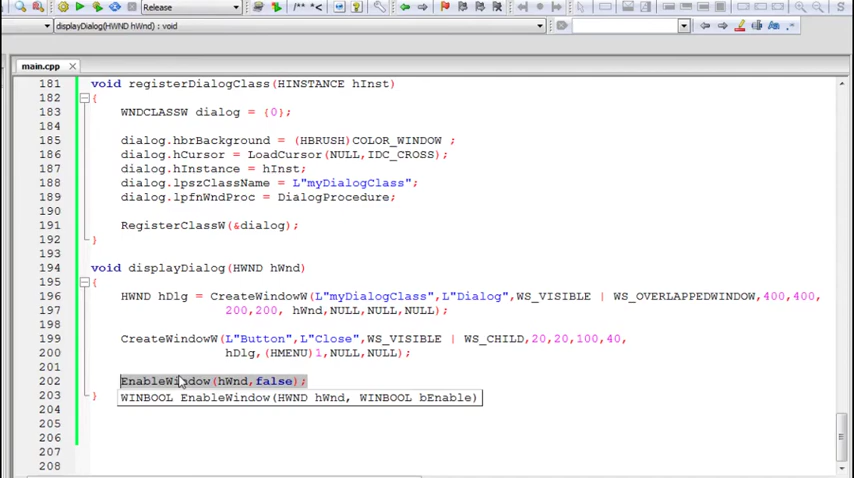 Release
displayDialog(HWND hWnd) : void
main.cpp
181 void registerDialogClass(HINSTANCE hInst)
182 {
183 WNDCLASSW dialog = {0};
184
185 dialog.hbrBackground = (HBRUSH)COLOR_WINDOW ;
186 dialog.hCursor = LoadCursor(NULL,IDC_CROSS);
187 dialog.hInstance = hInst;
188 dialog.lpszClassName = L"myDialogClass";
189 dialog.lpfnWndProc = DialogProcedure;
190
191 RegisterClassW(&dialog);
192 }
193
194 void displayDialog(HWND hWnd)
195 {
196 HWND hDlg = CreateWindowW(L"myDialogClass",L"Dialog",WS_VISIBLE | WS_OVERLAPPEDWINDOW,400,400,
197 200,200, hWnd,NULL,NULL,NULL);
198
199 CreateWindowW(L"Button",L"Close",WS_VISIBLE | WS_CHILD,20,20,100,40,
200 hDlg,(HMENU)1,NULL,NULL);
201
202 EnableWindow(hWnd,false);
203 }
WINBOOL EnableWindow(HWND hWnd, WINBOOL bEnable)
204
205
206
207
208